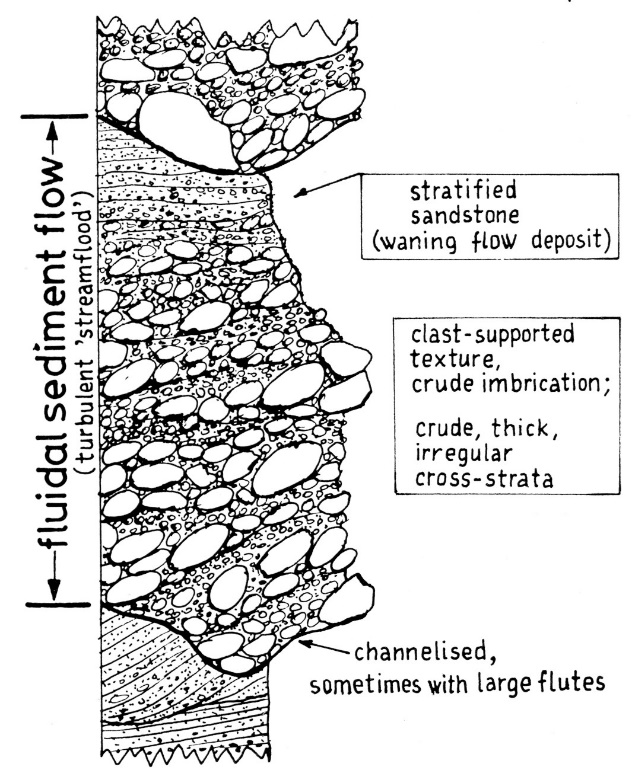 fluidal sediment flow
(turbulent 'streamflood')
stratified
sandstone
(waning flow deposit)
clast-supported
texture,
crude imbrication;
crude, thick,
irregular
cross-strata
channelised,
sometimes with large flutes